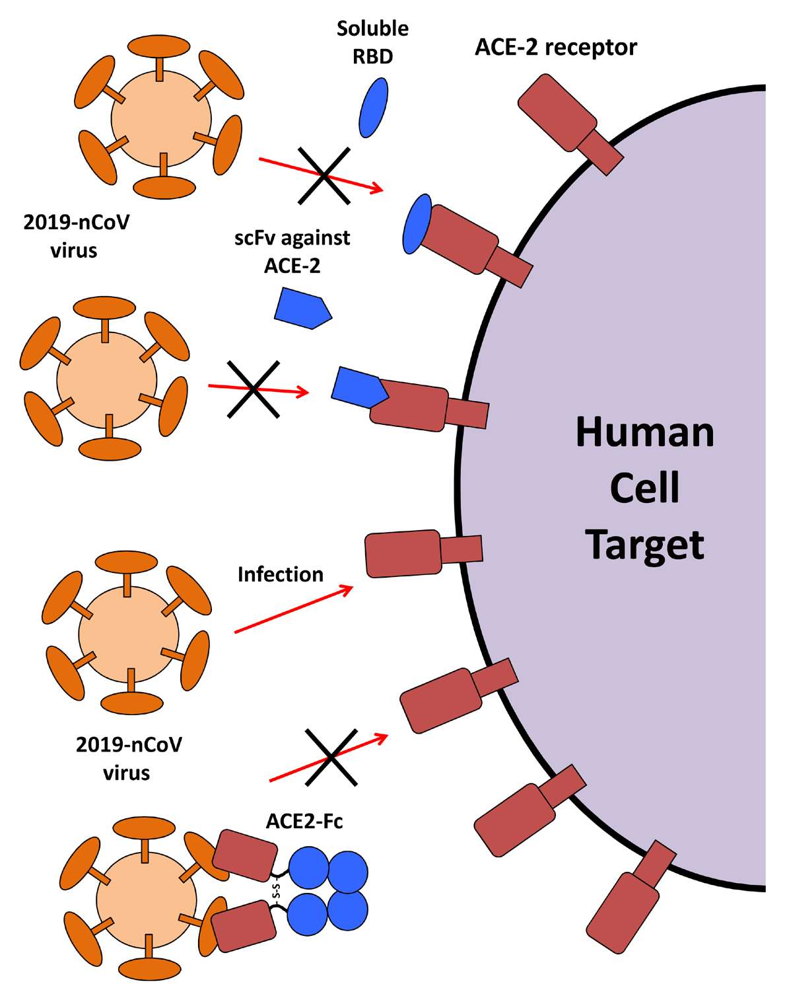 Soluble
RBD
ACE-2 receptor
2019-nCoV
virus
scFv against
ACE-2
Human
Cell
Target
Infection
2019-nCoV
virus
ACE2-Fc
S-S